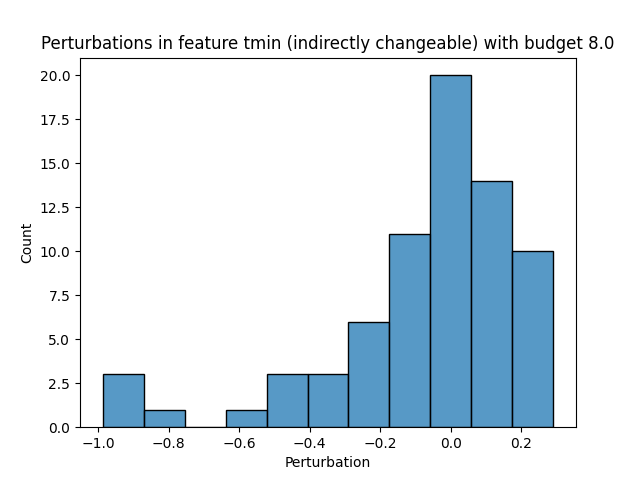 Perturbations in feature tmin (indirectly changeable) with budget 8.0
20.0
17.5
15.0
12.5
10.0
7.5
5.0
2.5
0.0
Count
−1.0 −0.8 −0.6 −0.4 −0.2 0.0 0.2
Perturbation